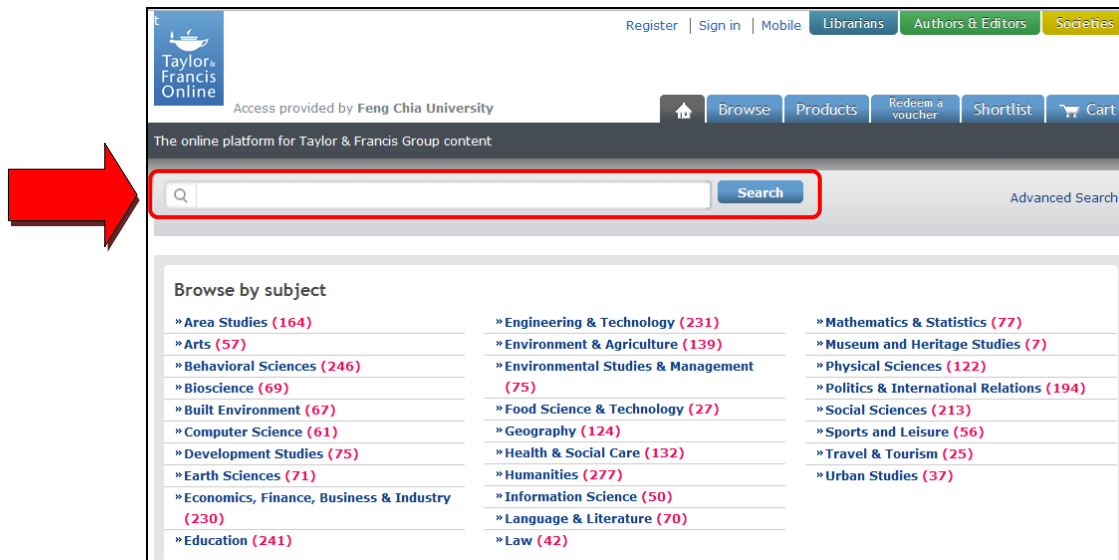 t
Taylor &
Francis
Online
Register | Sign in | Mobile Librarians Authors & Editors Societies
Access provided by Feng Chia University
Browse Products Redeem a voucher Shortlist Cart
The online platform for Taylor & Francis Group content
Search
Advanced Search
Browse by subject
» Area Studies (164)
» Arts (57)
» Behavioral Sciences (246)
» Bioscience (69)
» Built Environment (67)
» Computer Science (61)
» Development Studies (75)
» Earth Sciences (71)
» Economics, Finance, Business & Industry
(230)
» Education (241)
» Engineering & Technology (231)
» Environment & Agriculture (139)
» Environmental Studies & Management
(75)
» Food Science & Technology (27)
» Geography (124)
» Health & Social Care (132)
» Humanities (277)
» Information Science (50)
» Language & Literature (70)
» Law (42)
» Mathematics & Statistics (77)
» Museum and Heritage Studies (7)
» Physical Sciences (122)
» Politics & International Relations (194)
» Social Sciences (213)
» Sports and Leisure (56)
» Travel & Tourism (25)
» Urban Studies (37)